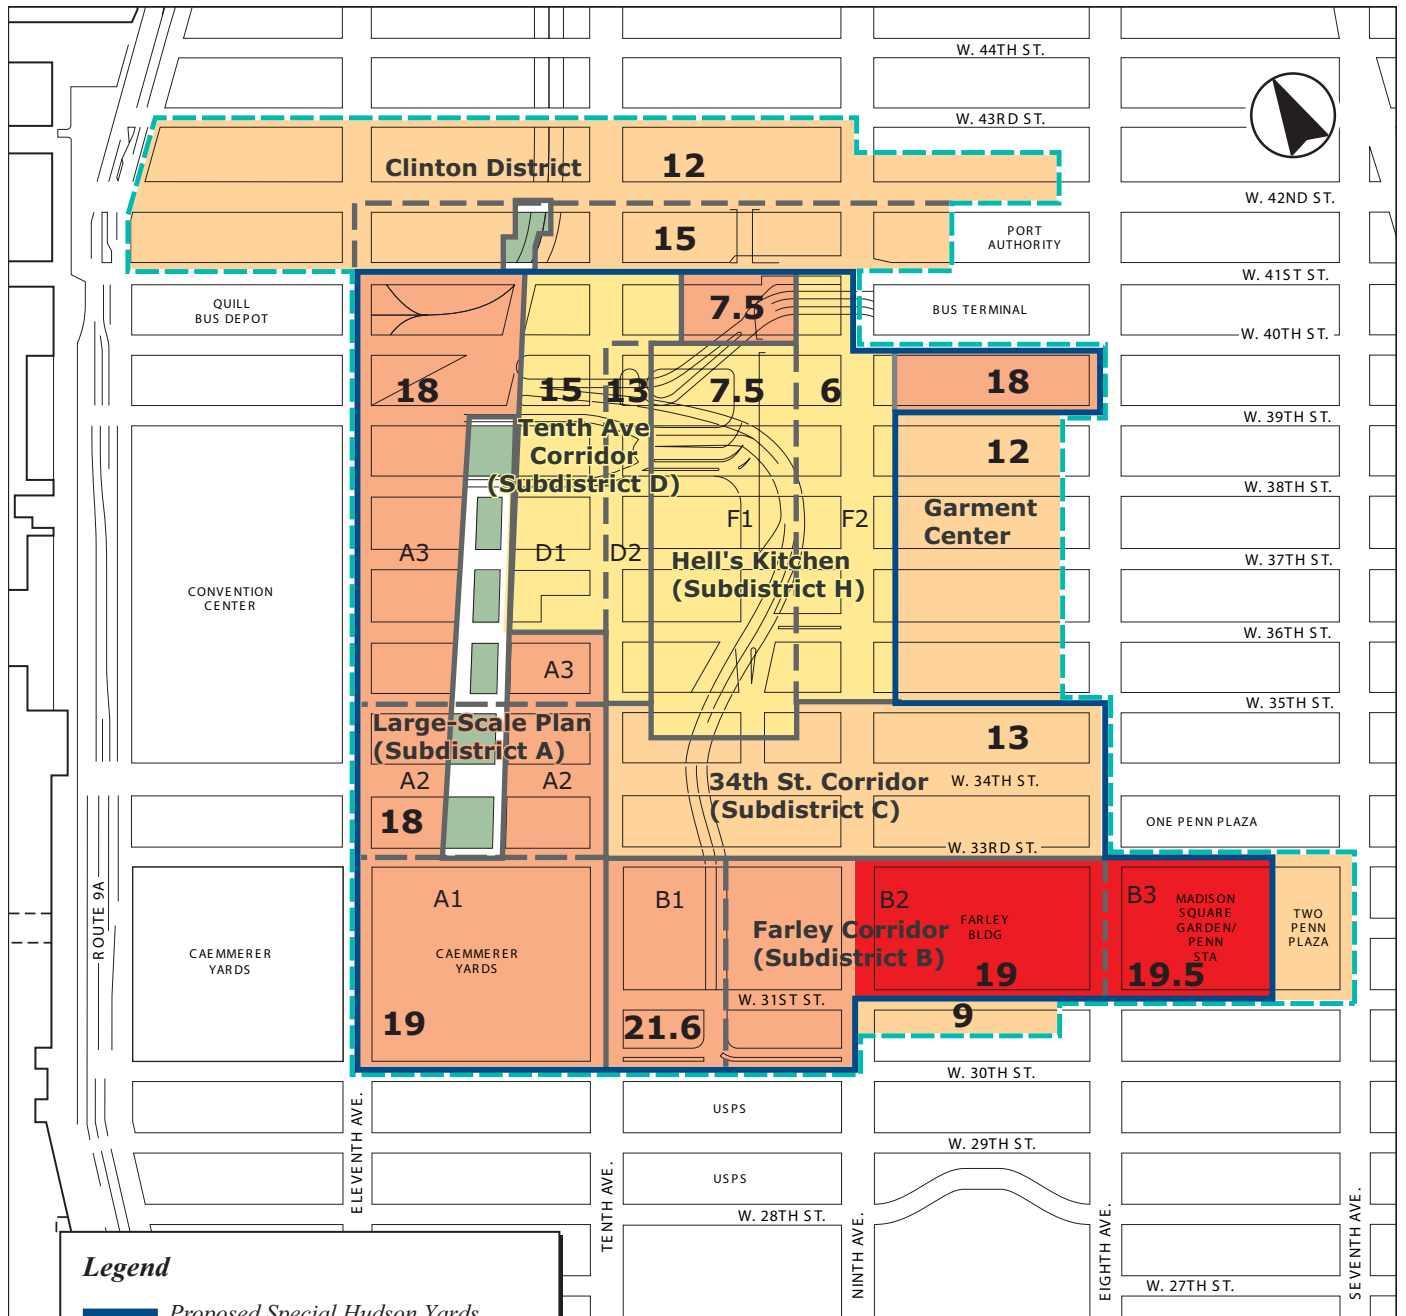 W. 44TH ST.
W. 43RD ST.
Clinton District
12
W. 42ND ST.
15
PORT
AUTHORITY
W. 41ST ST.
QUILL
BUS DEPOT
7.5
BUS TERMINAL
W. 40TH ST.
18
15
13
7.5
6
18
W. 39TH ST.
Tenth Ave
Corridor
(Subdistrict D)
12
W. 38TH ST.
Garment
Center
F1
F2
A3
D1
D2
Hell's Kitchen
(Subdistrict H)
W. 37TH ST.
CONVENTION
CENTER
W. 36TH ST.
A3
W. 35TH ST.
Large-Scale Plan
(Subdistrict A)
13
A2
A2
34th St. Corridor
(Subdistrict C)
W. 34TH ST.
18
ONE PENN PLAZA
W. 33RD ST.
ROUTE 9A
A1
B1
B2
B3
MADISON
SQUARE
GARDEN/
PENN
STA
FARLEY
BLDG
TWO
PENN
PLAZA
Farley Corridor
(Subdistrict B)
CAEMMERER
YARDS
CAEMMERER
YARDS
19
19.5
W. 31ST ST.
19
21.6
9
W. 30TH ST.
USPS
W. 29TH ST.
USPS
W. 28TH ST.
ELEVENTH AVE.
TENTH AVE.
NINTH AVE.
EIGHTH AVE.
SEVENTH AVE.
W. 27TH ST.
Legend
Proposed Special Hudson Yards